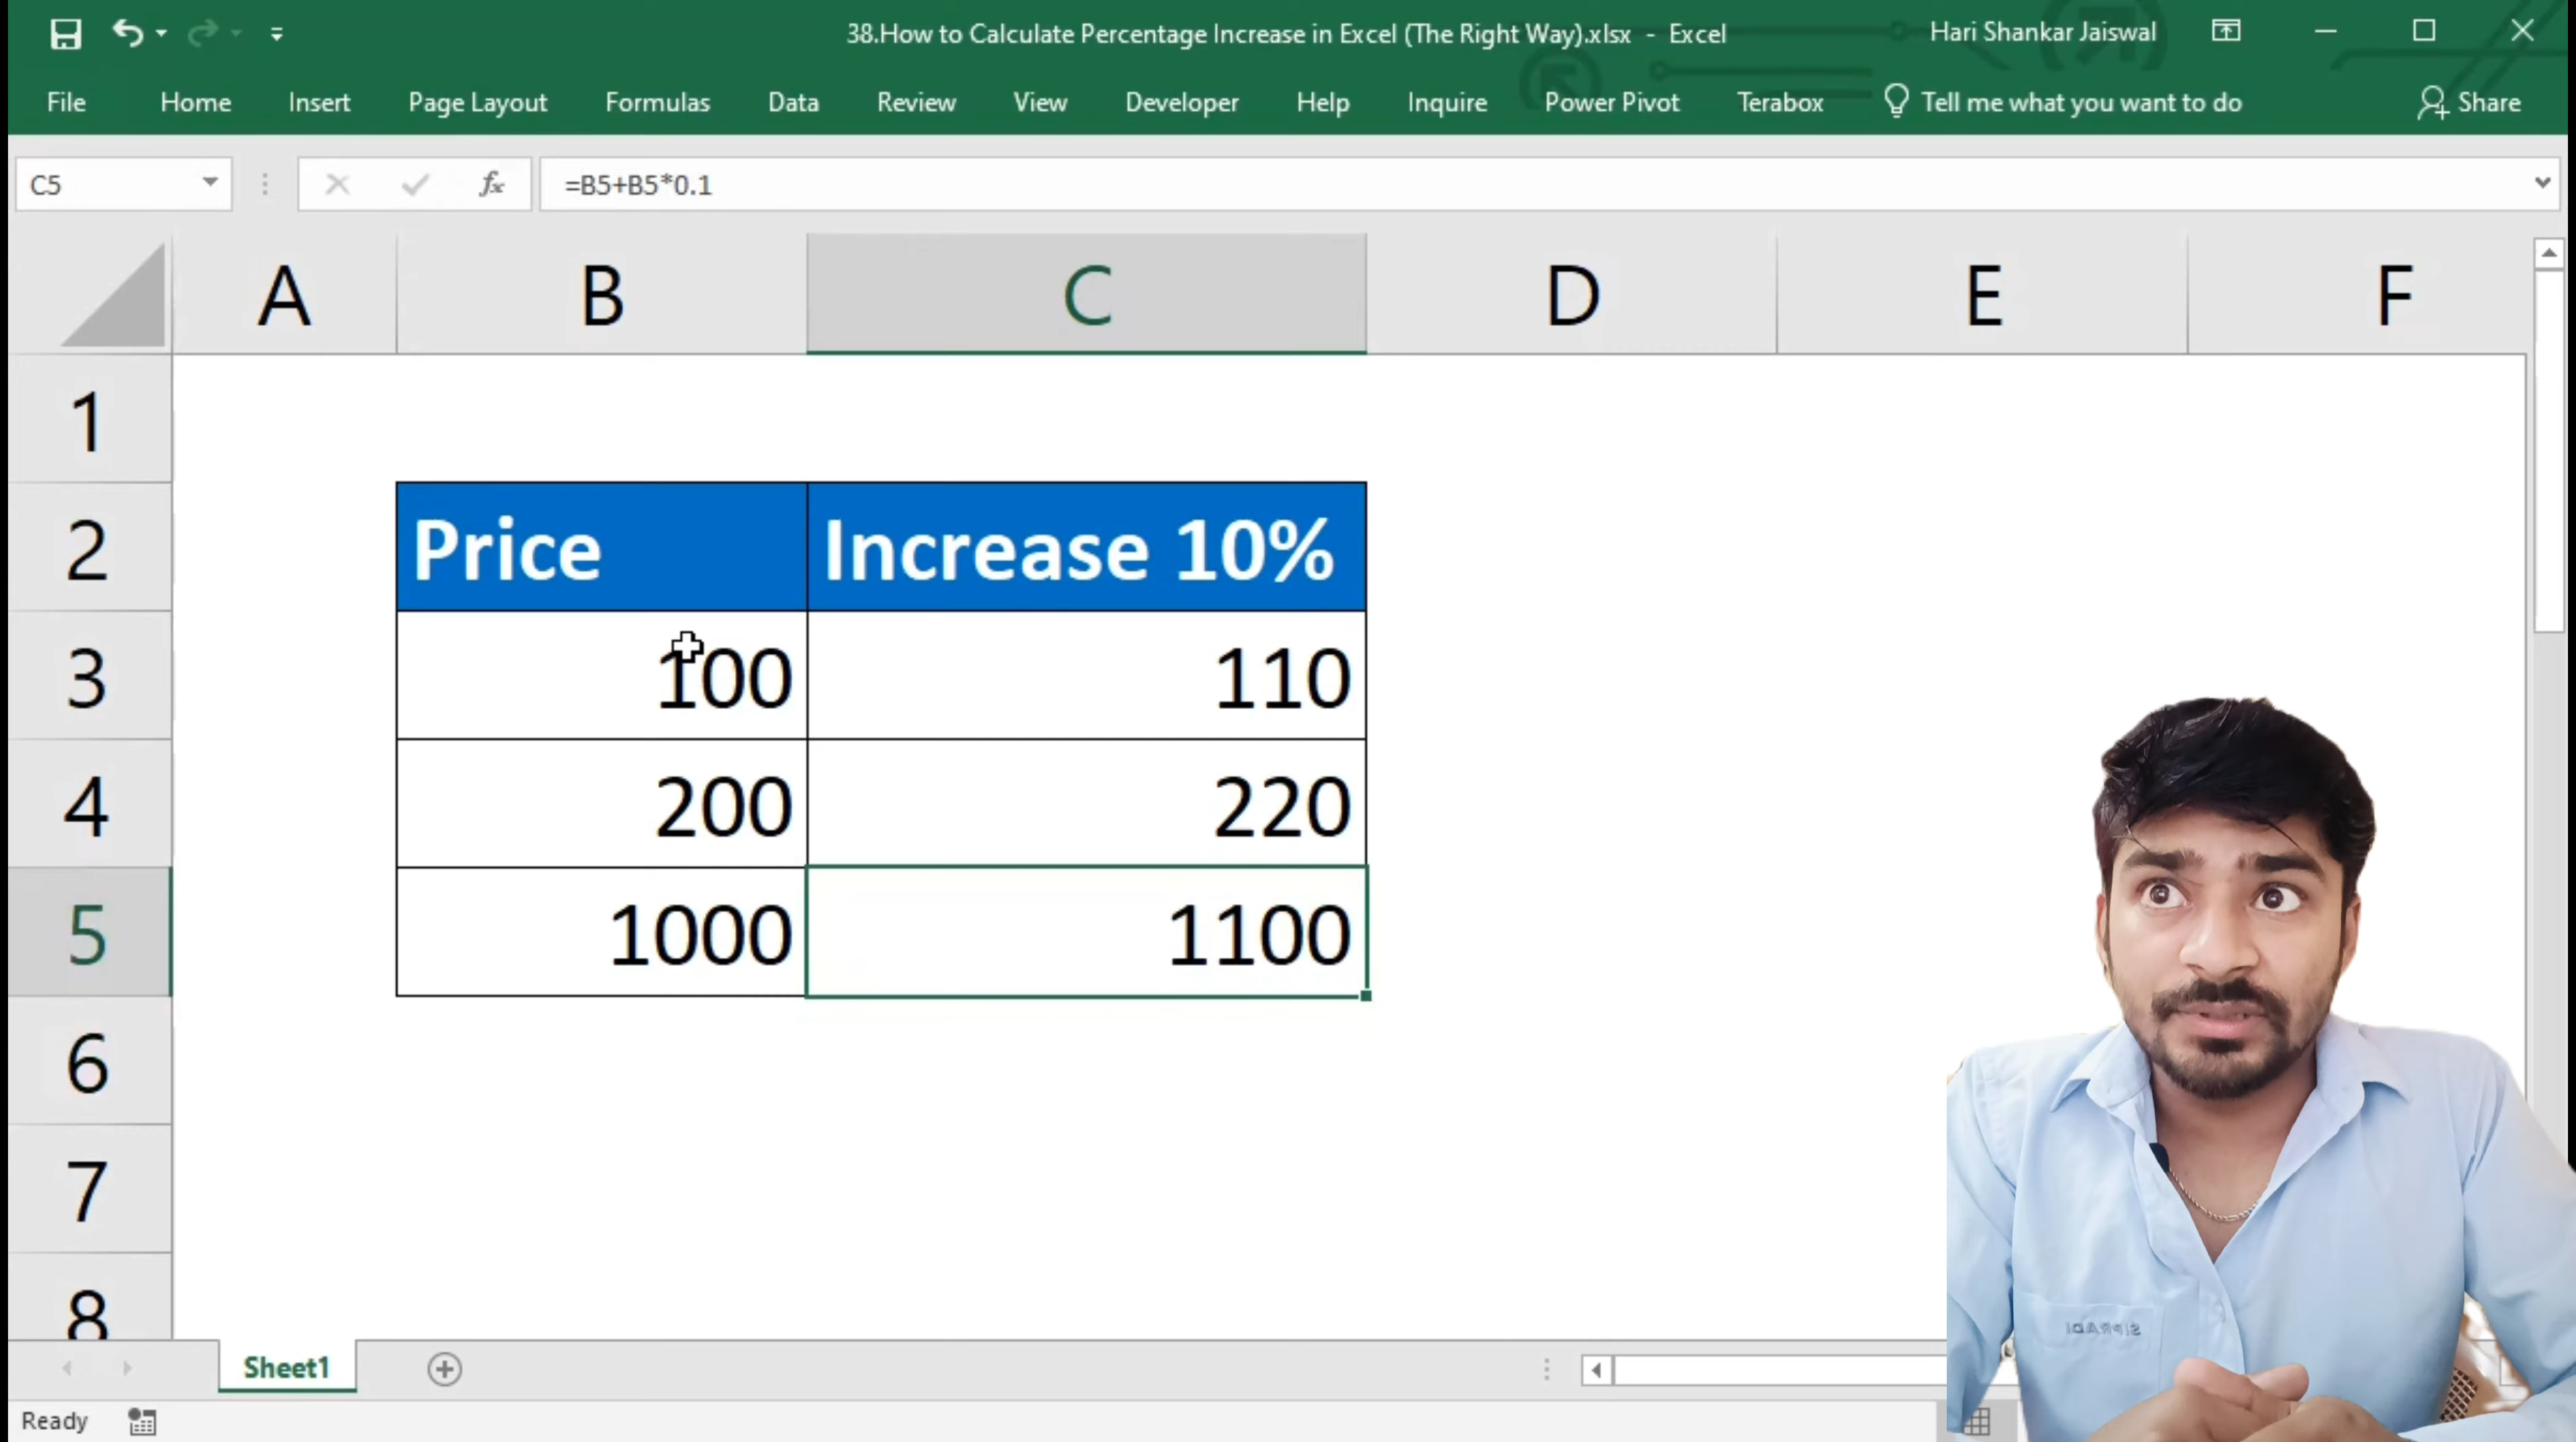 38.How to Calculate Percentage Increase in Excel (The Right Way).xlsx - Excel
Hari Shankar Jaiswal
File Home Insert Page Layout Formulas Data Review View Developer Help Inquire Power Pivot Terabox Tell me what you want to do Share
C5 fx =B5+B5*0.1
A B C D E F
1
2 Price Increase 10%
3 100 110
4 200 220
5 1000 1100
6
7
8
SIPRADI
Sheet1
Ready